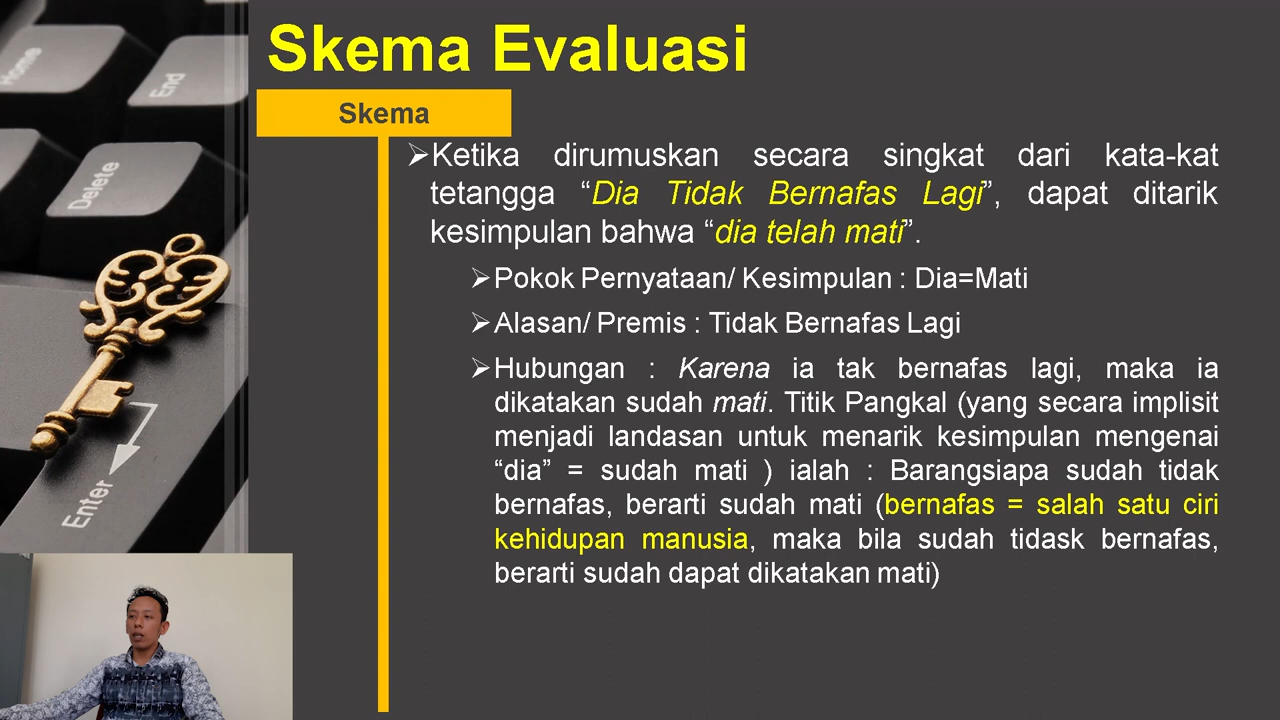 Skema Evaluasi
Skema
➢Ketika dirumuskan secara singkat dari kata-kat
tetangga “Dia Tidak Bernafas Lagi”, dapat ditarik
kesimpulan bahwa “dia telah mati”.
➢Pokok Pernyataan/ Kesimpulan : Dia=Mati
➢Alasan/ Premis : Tidak Bernafas Lagi
➢Hubungan : Karena ia tak bernafas lagi, maka ia
dikatakan sudah mati. Titik Pangkal (yang secara implisit
menjadi landasan untuk menarik kesimpulan mengenai
“dia” = sudah mati ) ialah : Barangsiapa sudah tidak
bernafas, berarti sudah mati (bernafas = salah satu ciri
kehidupan manusia, maka bila sudah tidask bernafas,
berarti sudah dapat dikatakan mati)
Home
End
Delete
Enter